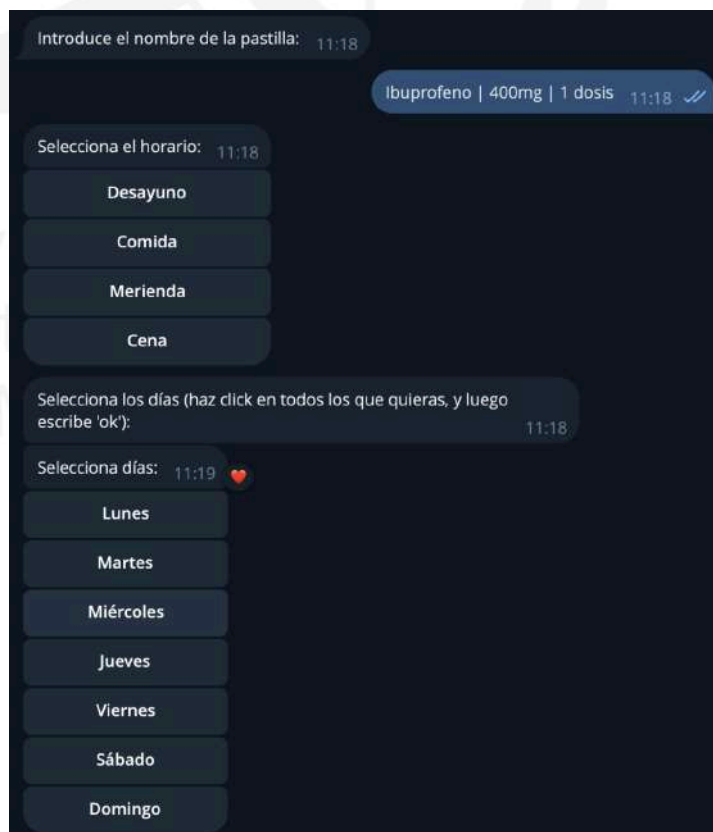 Introduce el nombre de la pastilla: 11:18
Ibuprofeno | 400mg | 1 dosis 11:18
Selecciona el horario: 11:18
Desayuno
Comida
Merienda
Cena
Selecciona los días (haz click en todos los que quieras, y luego
escribe 'ok'): 11:18
Selecciona días: 11:19
Lunes
Martes
Miércoles
Jueves
Viernes
Sábado
Domingo